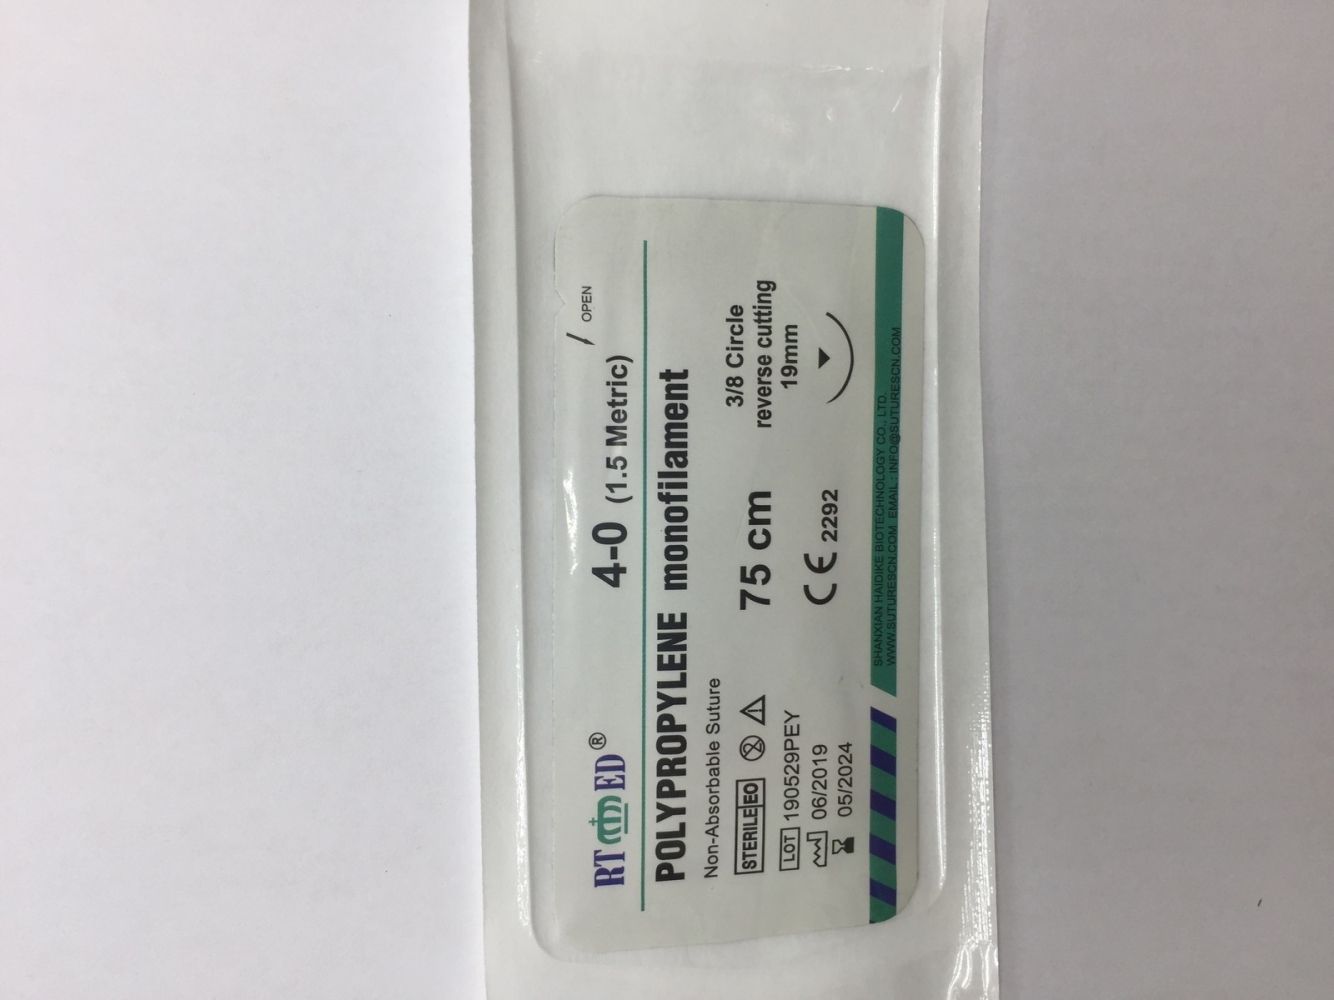 OPEN
RT MED®
4-0 (1.5 Metric)
POLYPROPYLENE monofilament
Non-Absorbable Suture
STERILE EO
2
75 cm
3/8 Circle
reverse cutting
19mm
LOT 190529PEY
06/2019
05/2024
CE 2292
SHANXIAN HAIDIKE BIOTECHNOLOGY CO., LTD.
WWW.SUTURESCN.COM EMAIL: INFO@SUTURESCN.COM